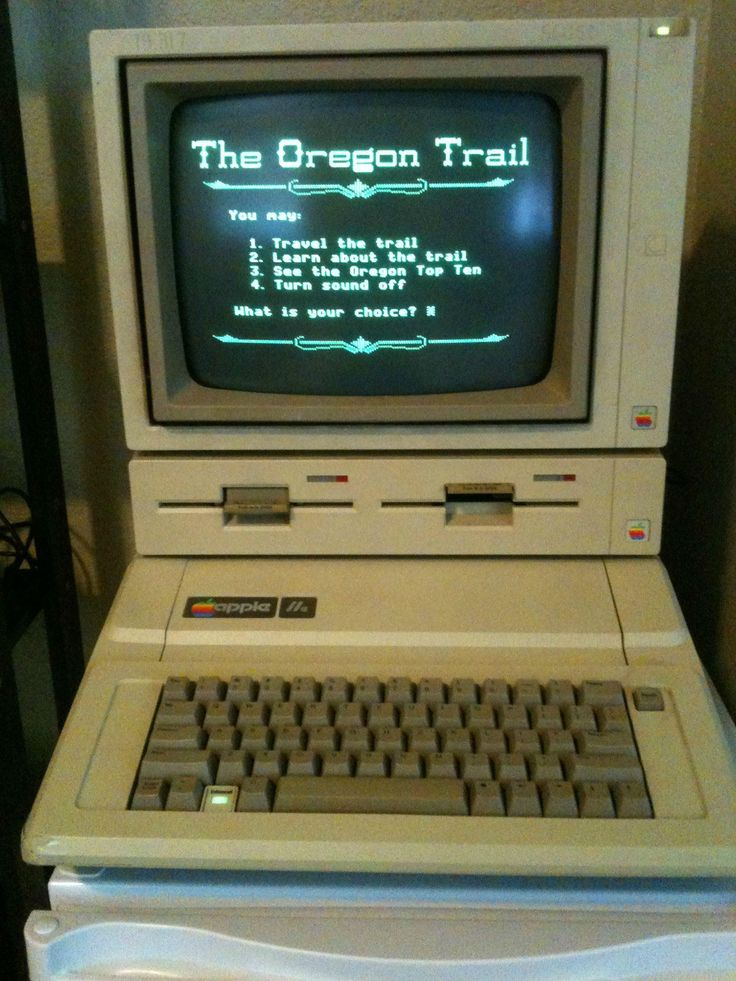 The Oregon Trail
You may:
1. Travel the trail
2. Learn about the trail
3. See the Oregon Top Ten
4. Turn sound off
What is your choice?
apple //e